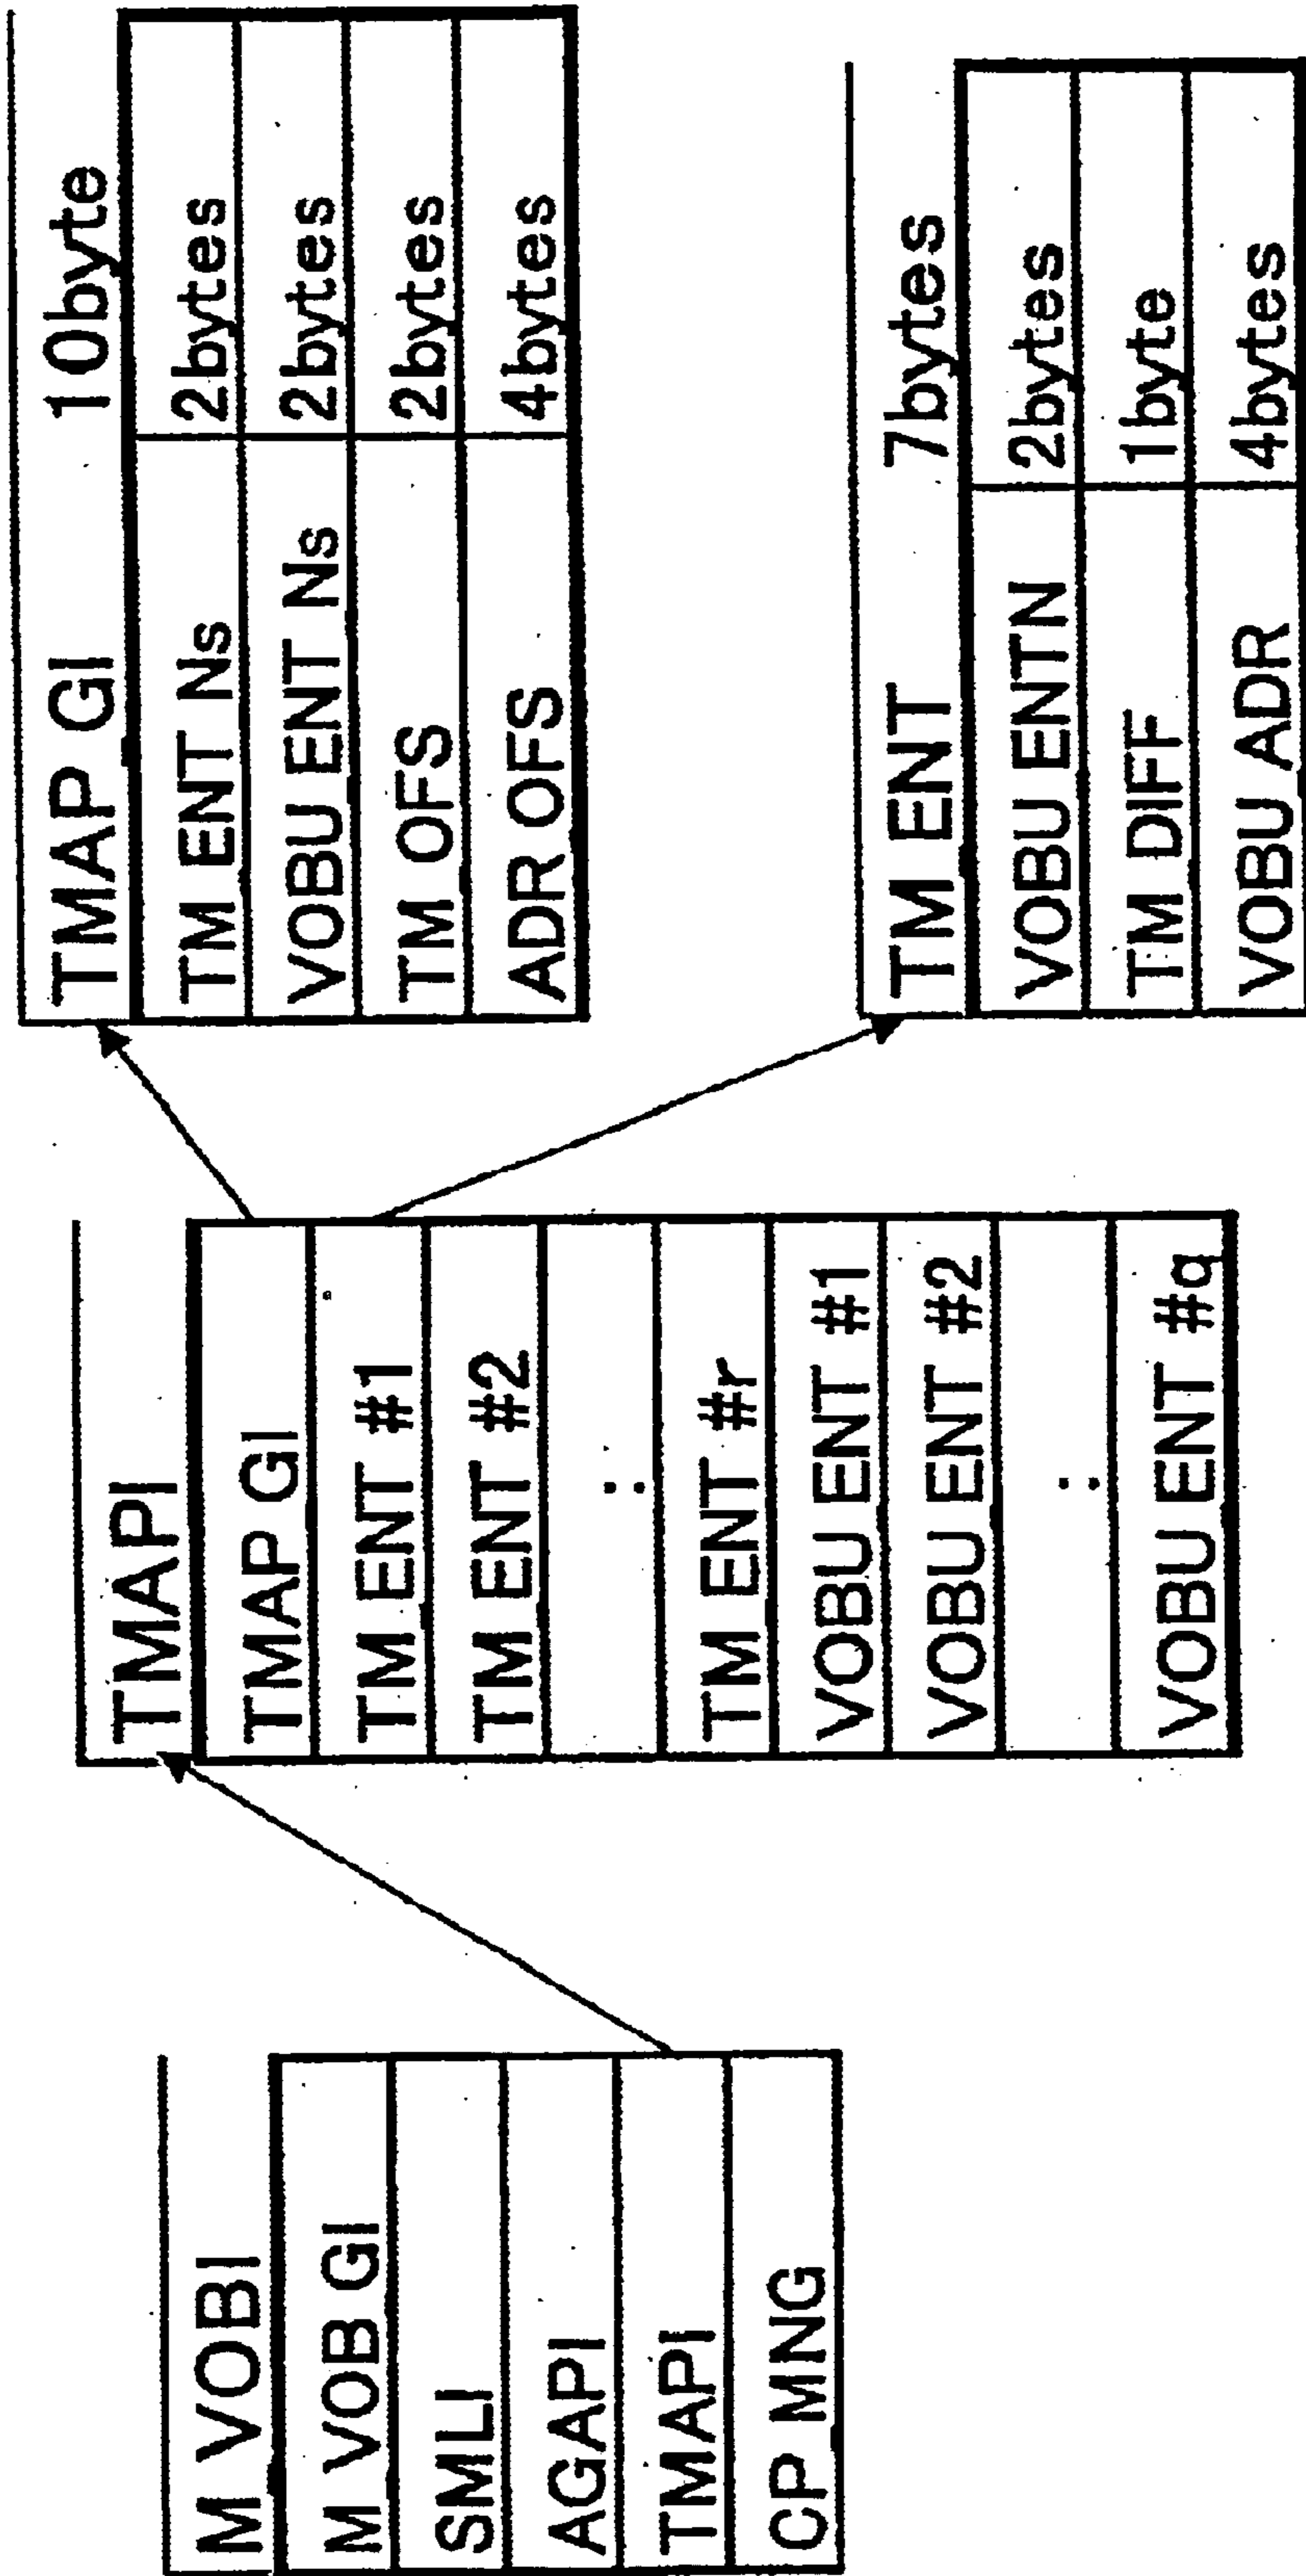 M VOBI
M VOB GI
SMLI
AGAPI
TMAPI
CP MNG
TMAPI
TMAP GI
TM ENT #1
TM ENT #2
:
TM ENT #r
VOBU ENT #1
VOBU ENT #2
:
VOBU ENT #q
TMAP GI 10byte
TM ENT Ns 2bytes
VOBU ENT Ns 2bytes
TM OFS 2bytes
ADR OFS 4bytes
TM ENT 7bytes
VOBU ENTN 2bytes
TM DIFF 1byte
VOBU ADR 4bytes